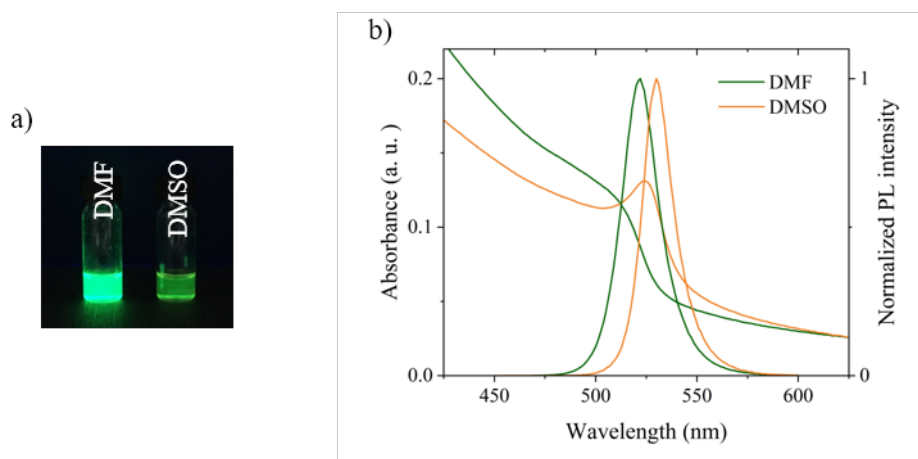 a)
DMF
DMSO
b)
DMF
DMSO
Absorbance (a. u. )
0.2
0.1
0.0
450
500
550
600
Wavelength (nm)
1
0
Normalized PL intensity